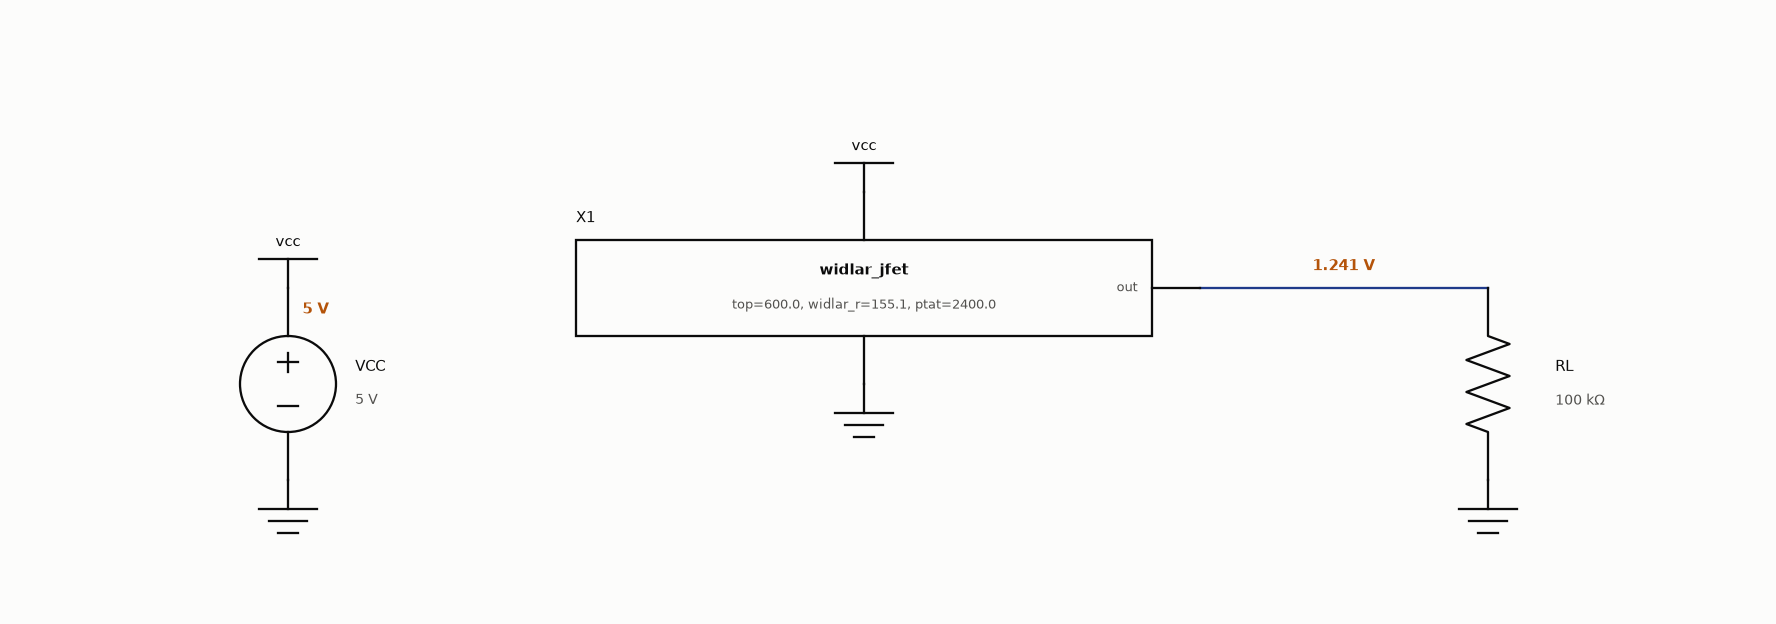 vcc
X1
vcc
widlar_jfet
1.241 V
out
top=600.0, widlar_r=155.1, ptat=2400.0
5 V
VCC
5 V
RL
100 kΩ